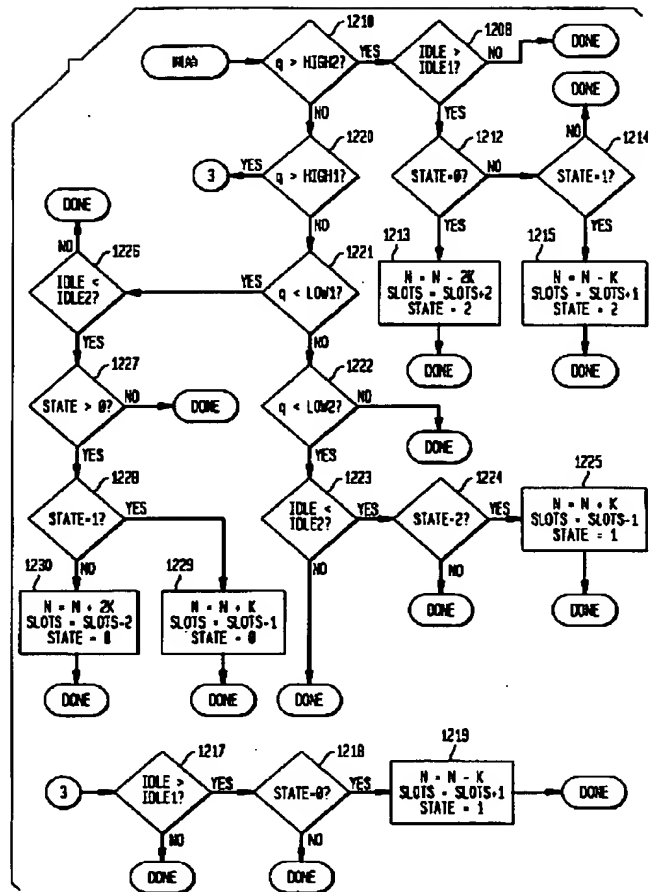 1210
1208
q > HIGH2?
YES
IDLE >
IDLE1?
NO
DONE
NO
YES
DONE
1220
1212
NO
1214
3
YES
q > HIGH1?
STATE=0?
NO
STATE=1?
DONE
NO
YES
YES
1226
NO
1221
1213
1215
IDLE <
IDLE2?
YES
q < LOW1?
N = N - 2K
SLOTS = SLOTS+2
STATE = 2
N = N - K
SLOTS = SLOTS+1
STATE = 2
YES
NO
1227
1222
DONE
DONE
STATE > 0?
NO
DONE
q < LOW2?
NO
DONE
YES
YES
1228
1223
1224
1225
STATE=1?
YES
IDLE <
IDLE2?
YES
STATE=2?
YES
N = N + K
SLOTS = SLOTS-1
STATE = 1
1230
NO
1229
NO
NO
N = N + 2K
SLOTS = SLOTS-2
STATE = 0
N = N + K
SLOTS = SLOTS-1
STATE = 0
DONE
DONE
DONE
DONE
DONE
1217
1218
1219
3
IDLE >
IDLE1?
YES
STATE=0?
YES
N = N - K
SLOTS = SLOTS+1
STATE = 1
DONE
NO
NO
DONE
DONE